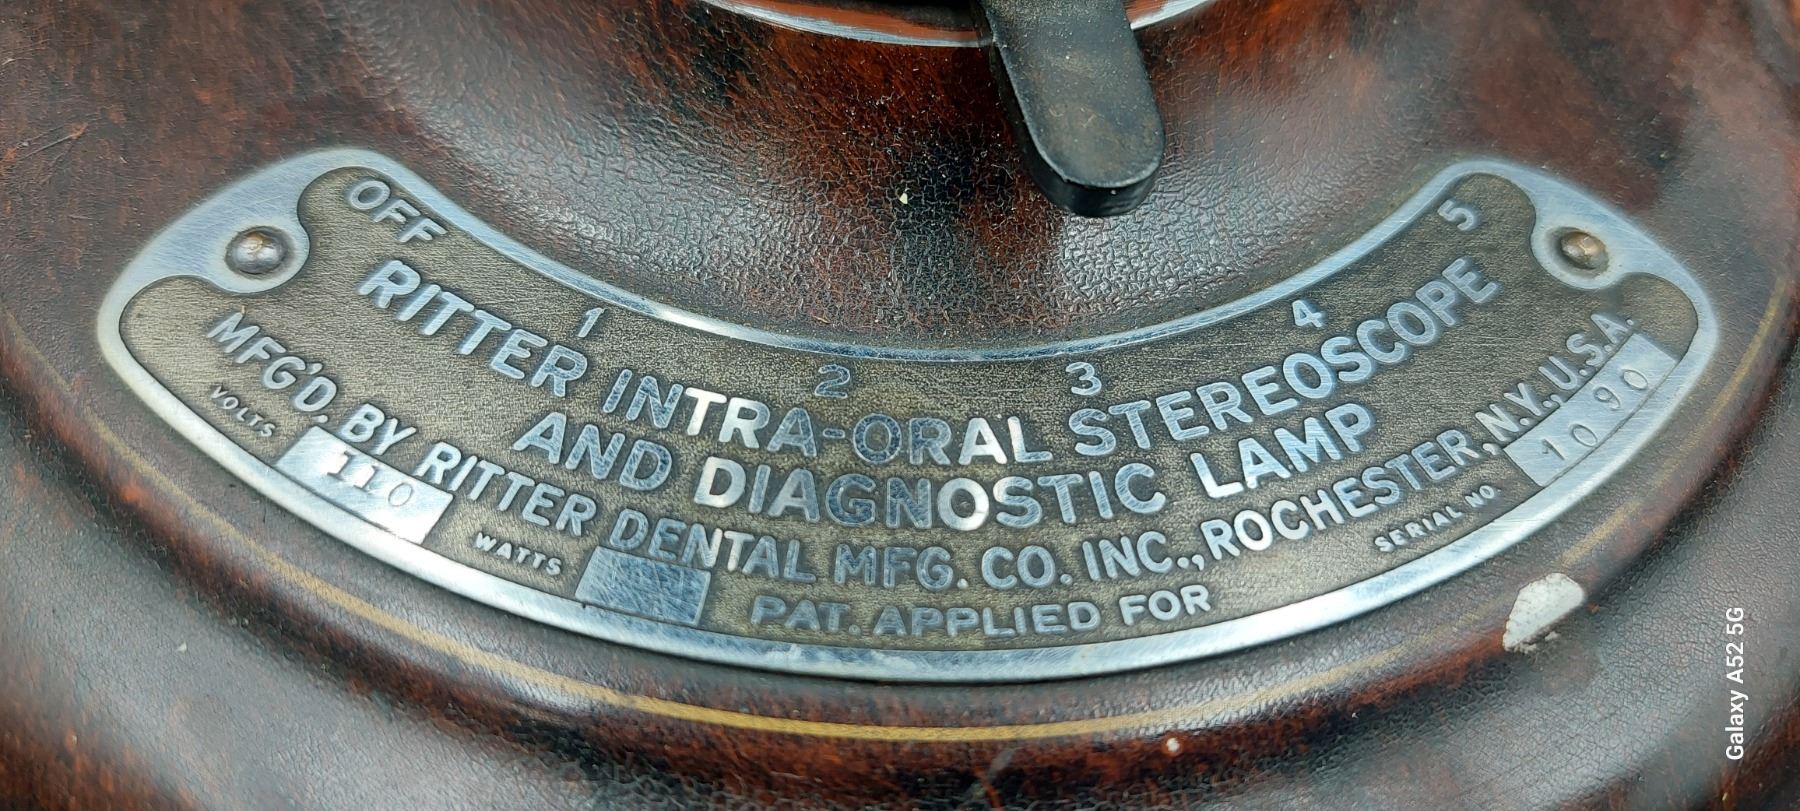 OFF 1 2 3 4 5
RITTER INTRA-ORAL STEREOSCOPE
AND DIAGNOSTIC LAMP
MFG'D. BY RITTER DENTAL MFG. CO. INC., ROCHESTER, N.Y., U.S.A.
VOLTS 110 WATTS PAT. APPLIED FOR SERIAL NO. 1090
Galaxy A52 5G